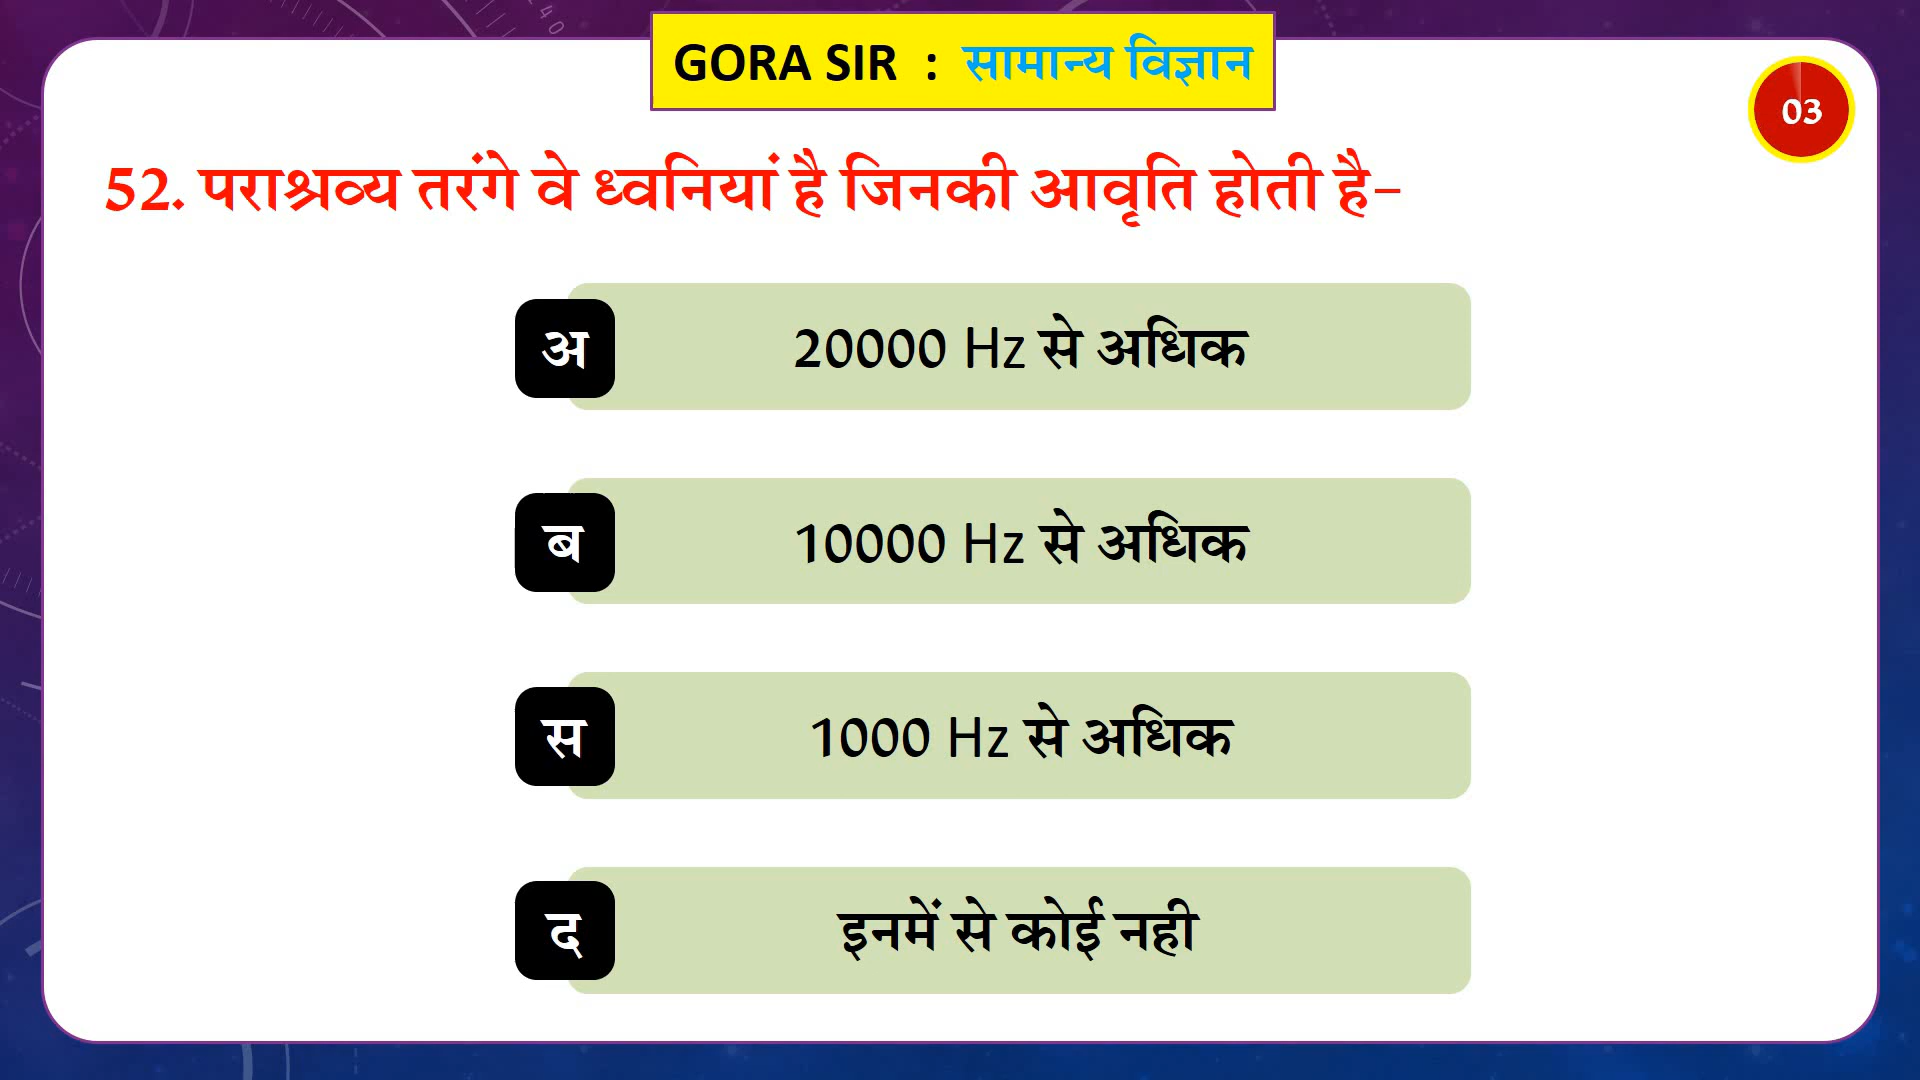 GORA SIR : सामान्य विज्ञान
03
52. पराश्रव्य तरंगे वे ध्वनियां है जिनकी आवृति होती है-
अ 20000 Hz से अधिक
ब 10000 Hz से अधिक
स 1000 Hz से अधिक
द इनमें से कोई नही
40